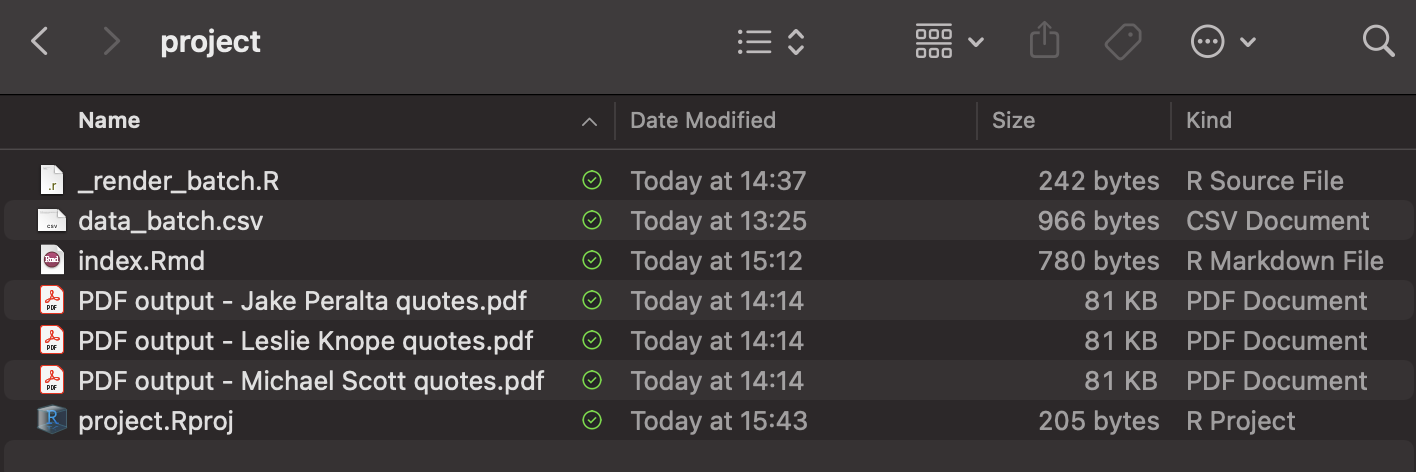 project
Name Date Modified Size Kind
_render_batch.R Today at 14:37 242 bytes R Source File
data_batch.csv Today at 13:25 966 bytes CSV Document
index.Rmd Today at 15:12 780 bytes R Markdown File
PDF output - Jake Peralta quotes.pdf Today at 14:14 81 KB PDF Document
PDF output - Leslie Knope quotes.pdf Today at 14:14 81 KB PDF Document
PDF output - Michael Scott quotes.pdf Today at 14:14 81 KB PDF Document
project.Rproj Today at 15:43 205 bytes R Project